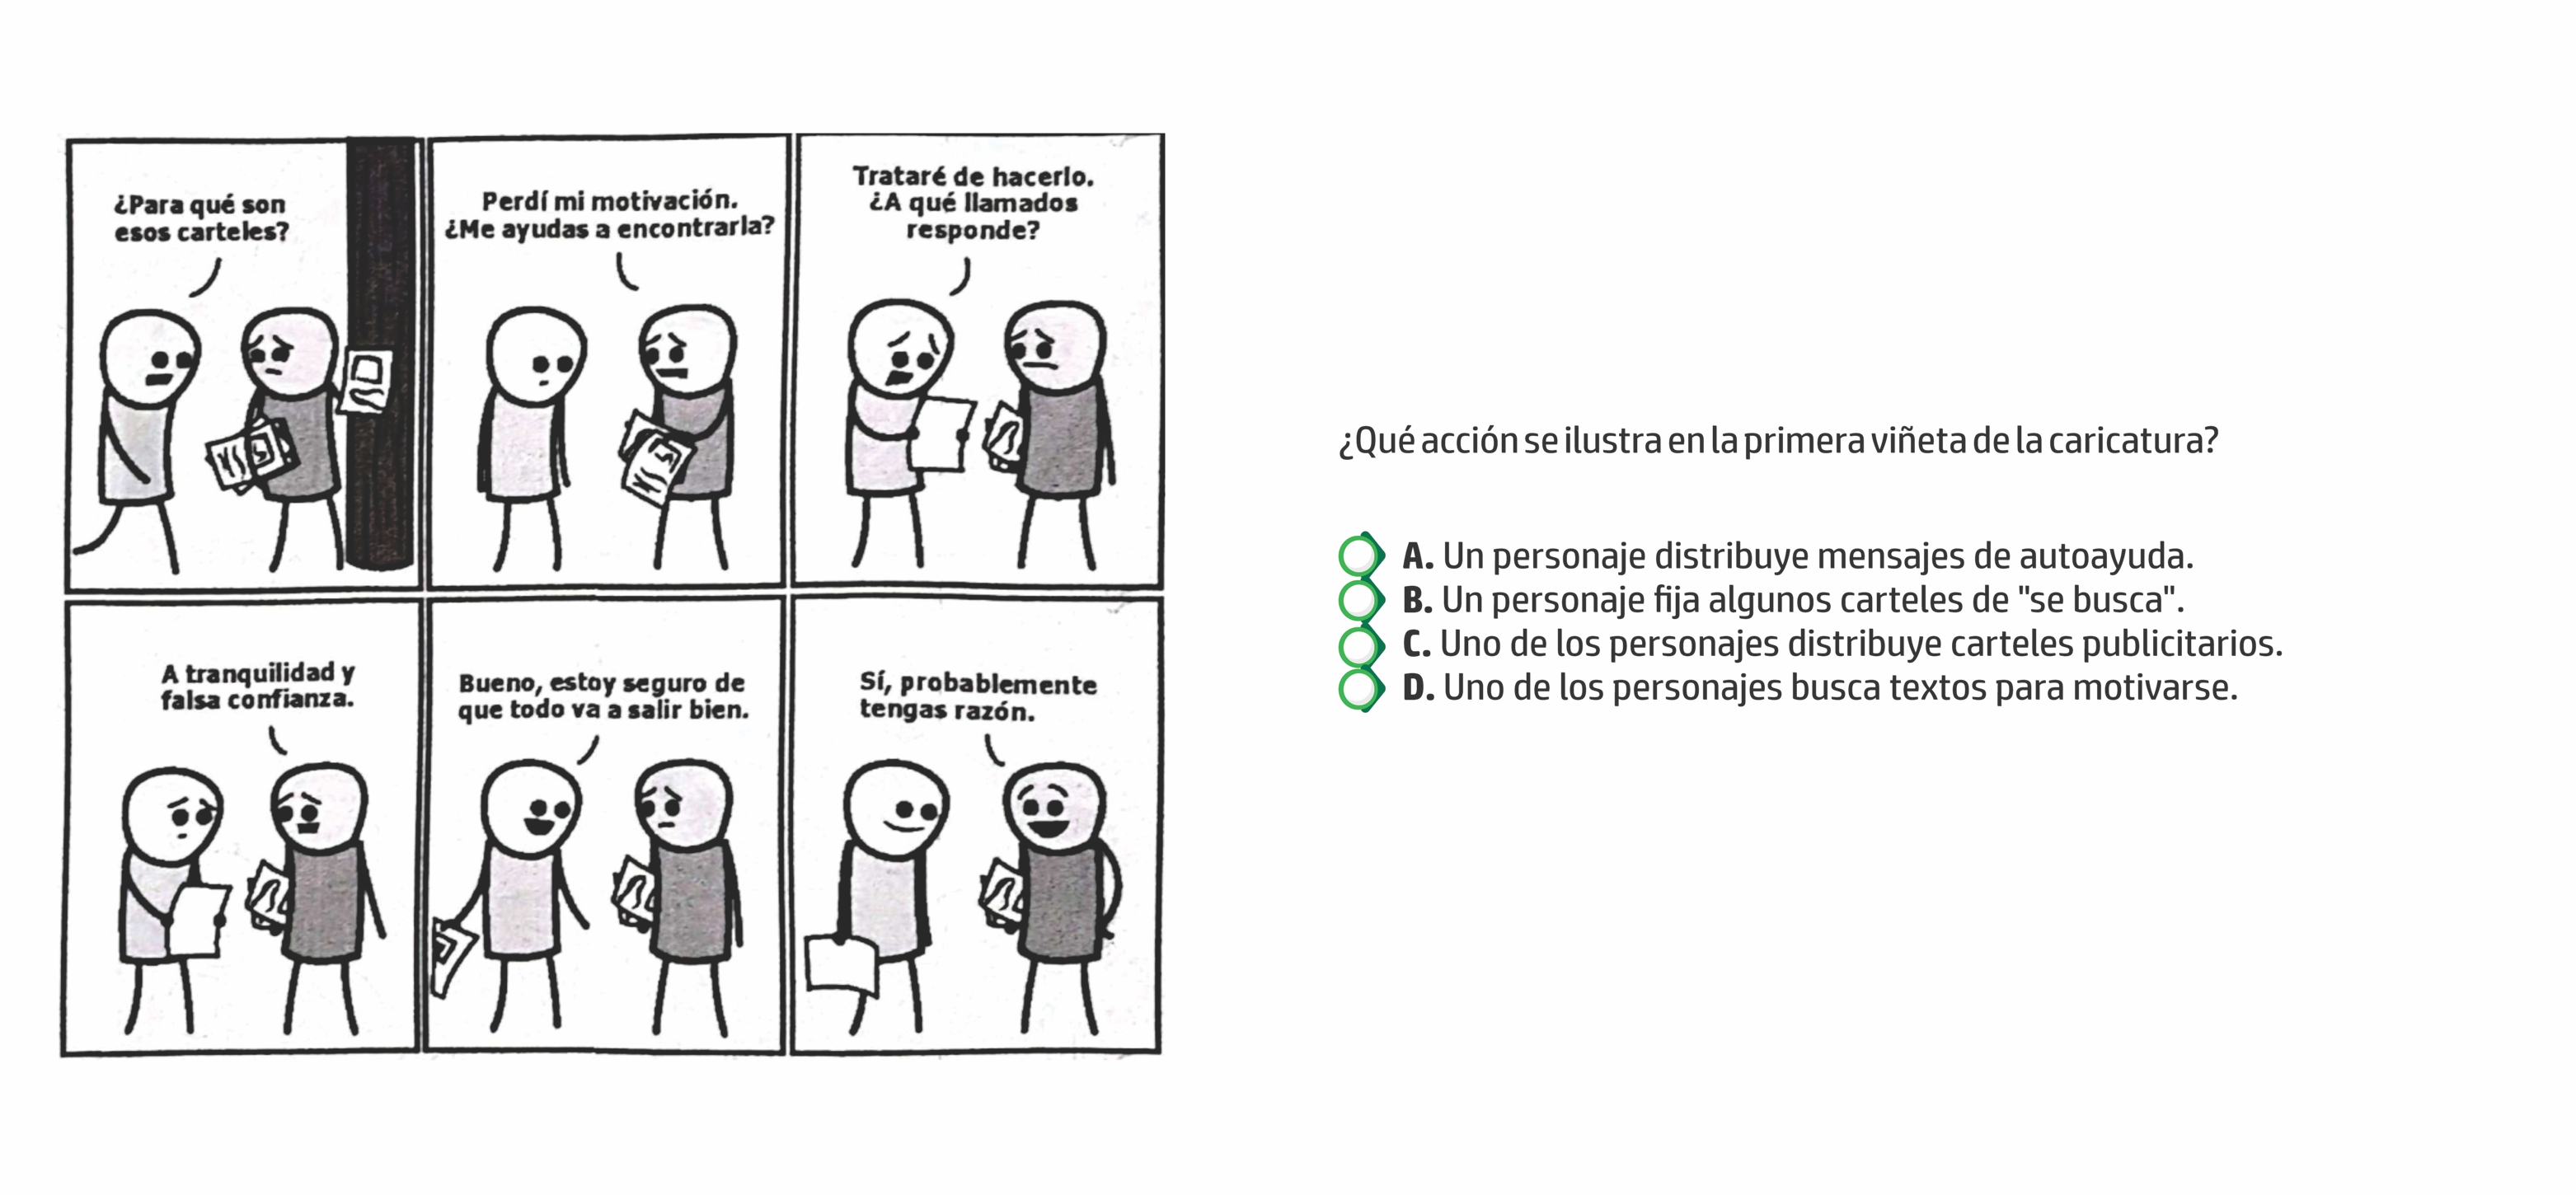 ¿Para qué son
esos carteles?
Perdí mi motivación.
¿Me ayudas a encontrarla?
Trataré de hacerlo.
¿A qué llamados
responde?
A tranquilidad y
falsa confianza.
Bueno, estoy seguro de
que todo va a salir bien.
Sí, probablemente
tengas razón.
¿Qué acción se ilustra en la primera viñeta de la caricatura?
A. Un personaje distribuye mensajes de autoayuda.
B. Un personaje fija algunos carteles de "se busca".
C. Uno de los personajes distribuye carteles publicitarios.
D. Uno de los personajes busca textos para motivarse.